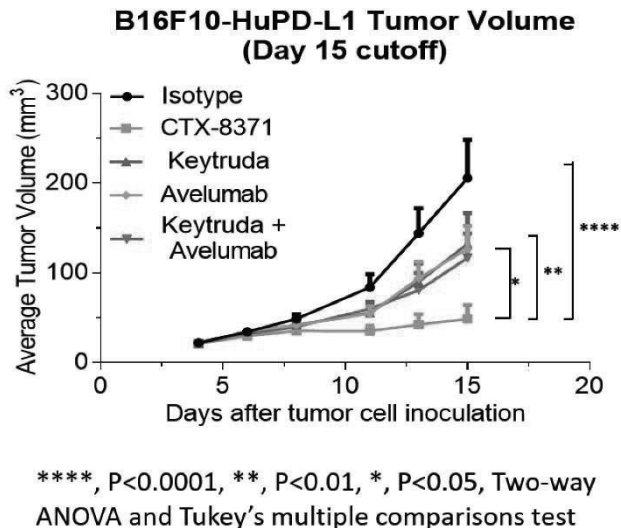 B16F10-HuPD-L1 Tumor Volume
(Day 15 cutoff)
300
200
100
0
Average Tumor Volume (mm³)
Isotype
CTX-8371
Keytruda
Avelumab
Keytruda +
Avelumab
*
**
****
0
5
10
15
20
Days after tumor cell inoculation
****, P<0.0001, **, P<0.01, *, P<0.05, Two-way
ANOVA and Tukey’s multiple comparisons test